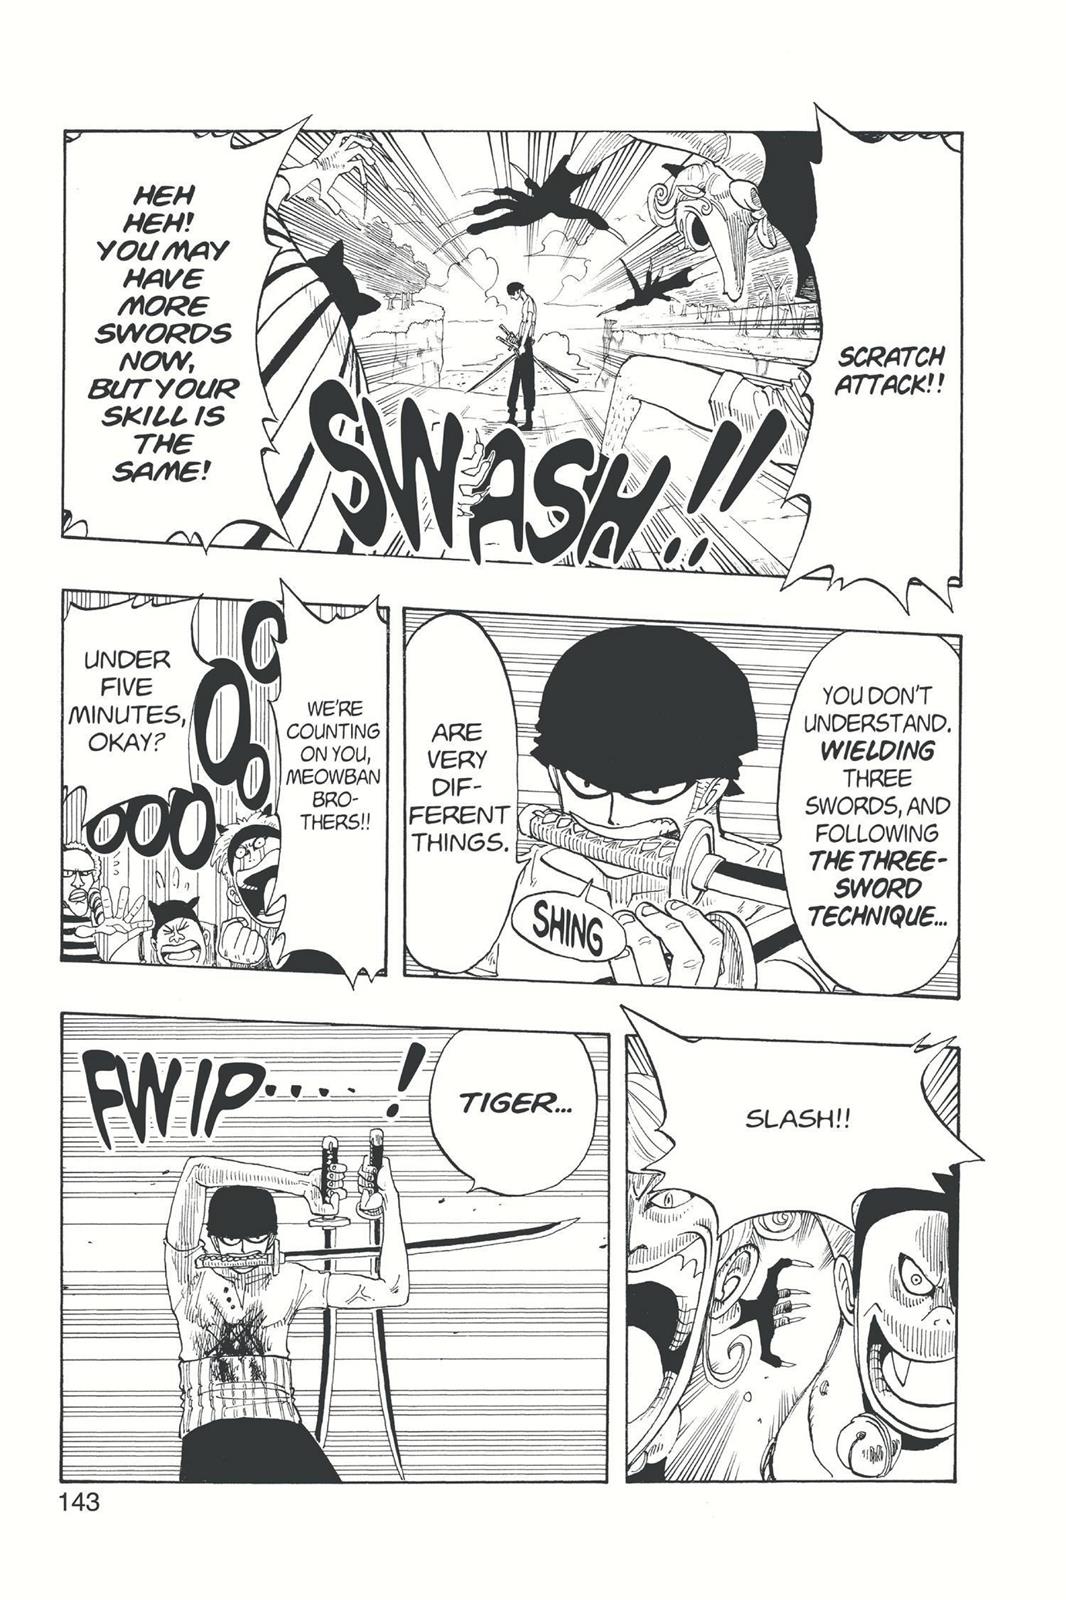 SCRATCH
ATTACK!!
HEH
HEH!
YOU MAY
HAVE
MORE
SWORDS
NOW,
BUT YOUR
SKILL IS
THE
SAME!
SWASH!!
YOU DON'T
UNDERSTAND.
WIELDING
THREE
SWORDS, AND
FOLLOWING
THE THREE-
SWORD
TECHNIQUE...
SHING
ARE
VERY
DIF-
FERENT
THINGS.
WE'RE
COUNTING
ON YOU,
MEOWBAN
BRO-
THERS!!
UNDER
FIVE
MINUTES,
OKAY?
OOOOOO
SLASH!!
TIGER...
FWIP....!
143